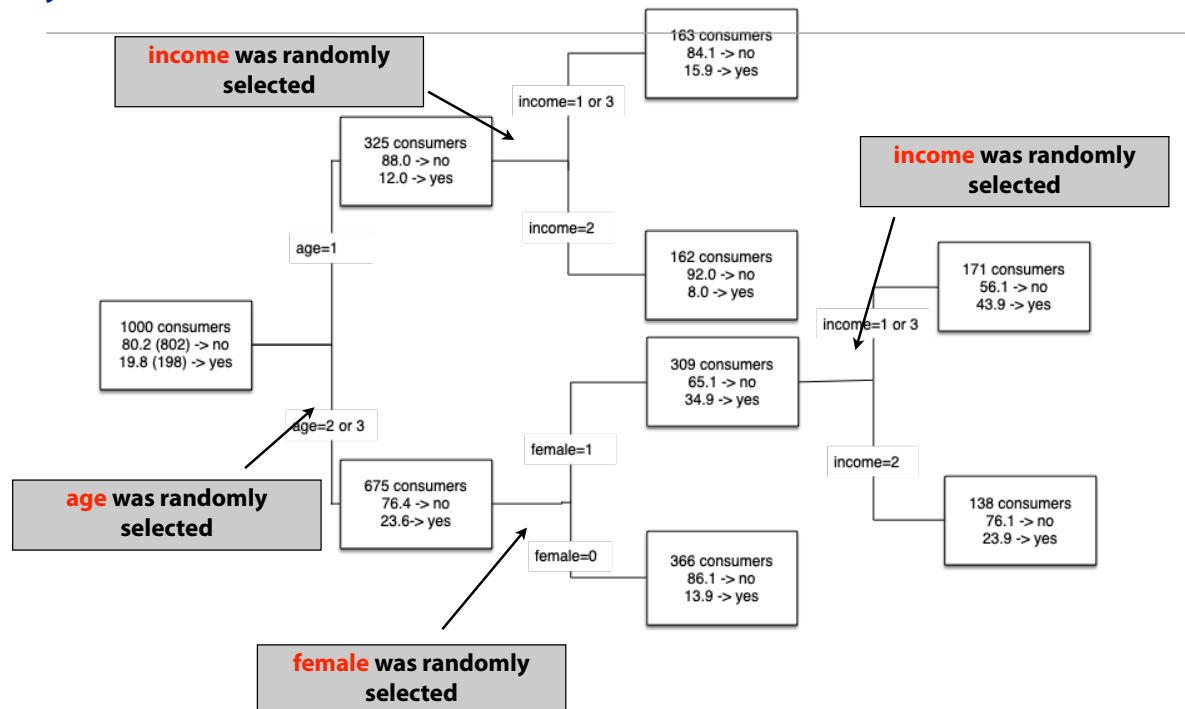 income was randomly
selected
163 consumers
84.1 -> no
15.9 -> yes
income=1 or 3
325 consumers
88.0 -> no
12.0 -> yes
income was randomly
selected
age=1
income=2
162 consumers
92.0 -> no
8.0 -> yes
171 consumers
56.1 -> no
43.9 -> yes
1000 consumers
80.2 (802) -> no
19.8 (198) -> yes
income=1 or 3
309 consumers
65.1 -> no
34.9 -> yes
age=2 or 3
female=1
income=2
age was randomly
selected
675 consumers
76.4 -> no
23.6-> yes
138 consumers
76.1 -> no
23.9 -> yes
female=0
366 consumers
86.1 -> no
13.9 -> yes
female was randomly
selected